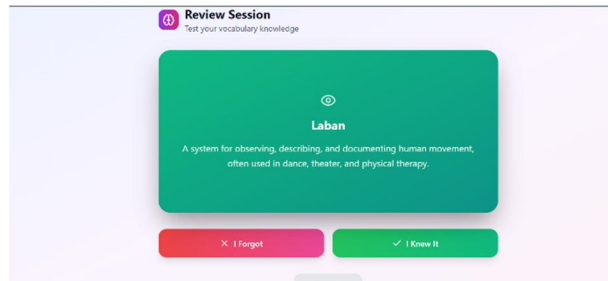 Review Session
Test your vocabulary knowledge
Laban
A system for observing, describing, and documenting human movement,
often used in dance, theater, and physical therapy.
I Forgot
I Knew It